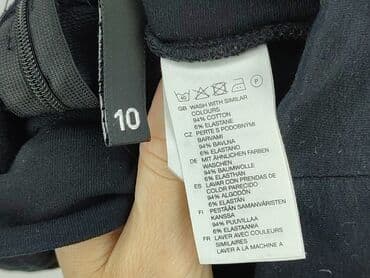 10
40
P
GB WASH WITH SIMILAR
COLOURS
94% COTTON
6% ELASTANE
CZ PERTE S PODOBNÝMI
BARVAMI
94% BAVLNA
6% ELASTANO
DE MIT ÄHNLICHEN FARBEN
WASCHEN
94% BAUMWOLLE
6% ELASTHAN
ES LAVAR CON PRENDAS DE
COLOR PARECIDO
94% ALGODÓN
6% ELASTÁN
FI PESTÄÄN SAMANVÄRISTEN
KANSSA
94% PUUVILLAA
6% ELASTAANIA
FR LAVER AVEC COULEURS
SIMILAIRES
LAVER A LA MACHINE A